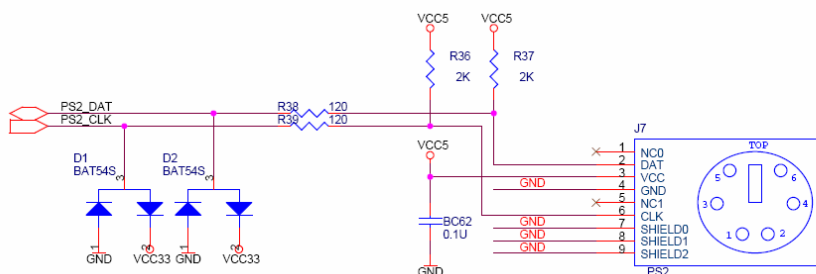 VCC5 VCC5
R36 R37
2K 2K
PS2_DAT R38 120
PS2_CLK R39 120
J7
TOP
VCC5
1 NC0
2 DAT
3 VCC
GND 4 GND
5 NC1
6 CLK
GND 7 SHIELD0
GND 8 SHIELD1
GND 9 SHIELD2
PS2
5 6
3 4
1 2
D1 D2
BAT54S BAT54S
3 3
BC62
0.1U
1 2 1 2
GND VCC33 GND VCC33
GND